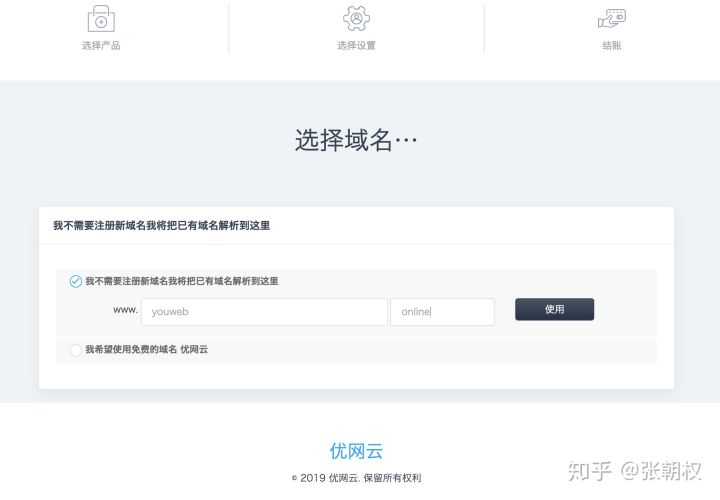 选择产品
选择设置
结账
选择域名…
我不需要注册新域名我将把已有域名解析到这里
我不需要注册新域名我将把已有域名解析到这里
www. youweb online 使用
我希望使用免费的域名 优网云
优网云
© 2019 优网云. 保留所有权利
知乎 @张朝权